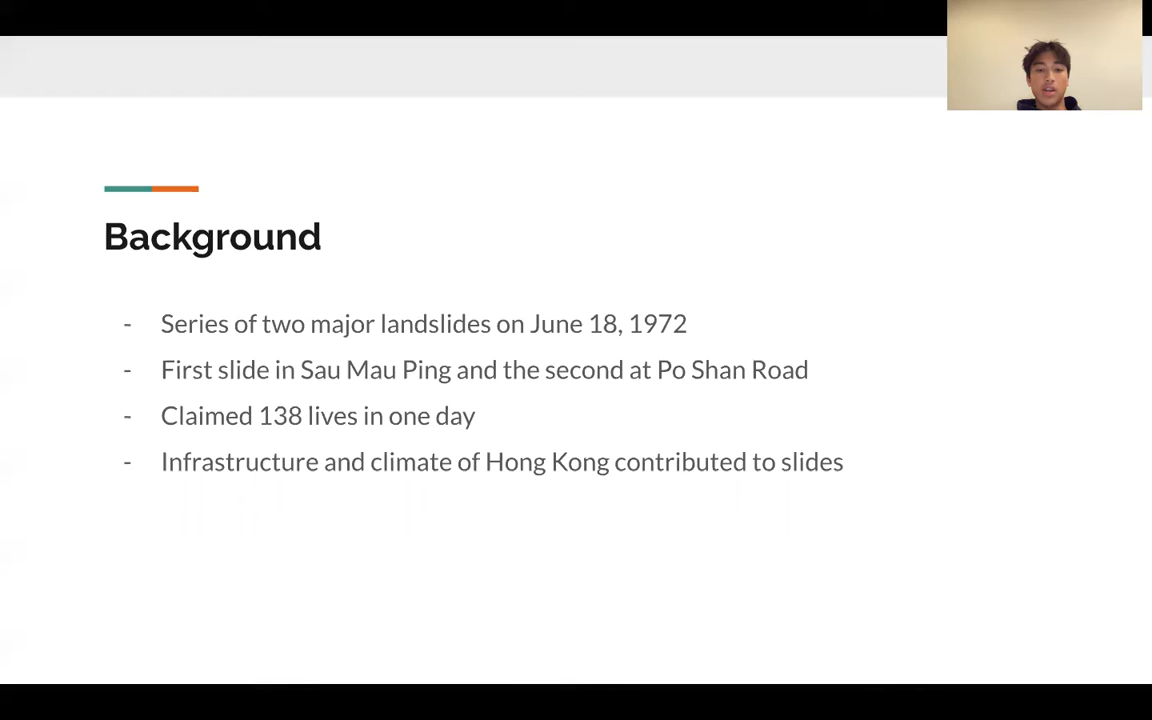 Background
- Series of two major landslides on June 18, 1972
- First slide in Sau Mau Ping and the second at Po Shan Road
- Claimed 138 lives in one day
- Infrastructure and climate of Hong Kong contributed to slides